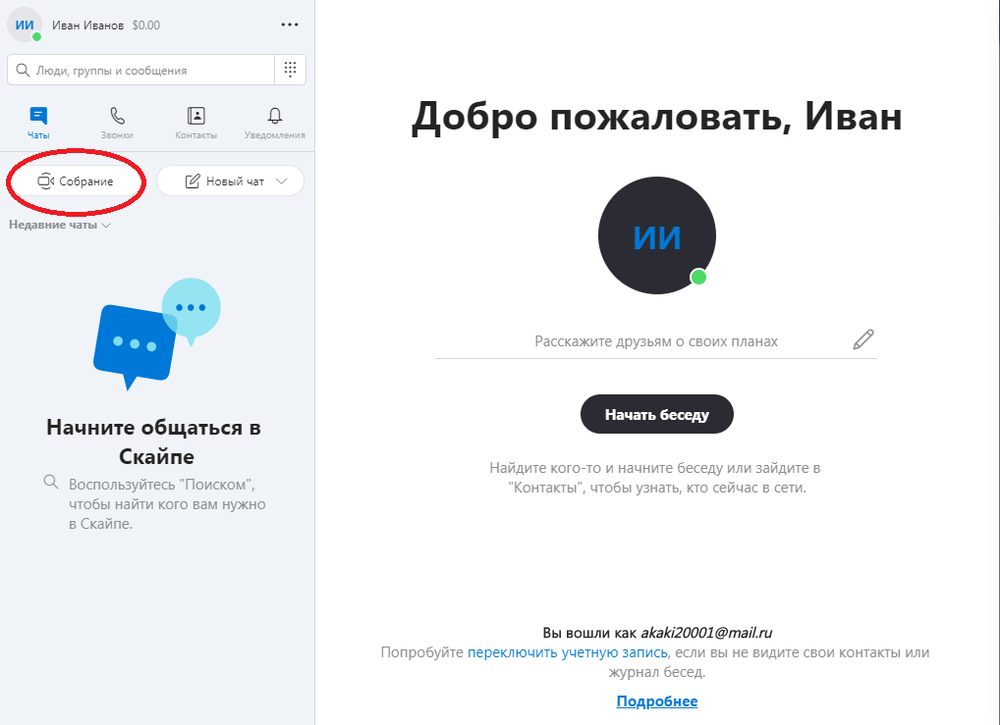 ИИ Иван Иванов $0.00
Люди, группы и сообщения
Чаты Звонки Контакты Уведомления
Собрание Новый чат
Недавние чаты
Начните общаться в
Скайпе
Воспользуйтесь "Поиском",
чтобы найти кого вам нужно
в Скайпе.
Добро пожаловать, Иван
ИИ
Расскажите друзьям о своих планах
Начать беседу
Найдите кого-то и начните беседу или зайдите в
"Контакты", чтобы узнать, кто сейчас в сети.
Вы вошли как akaki20001@mail.ru
Попробуйте переключить учетную запись, если вы не видите свои контакты или
журнал бесед.
Подробнее